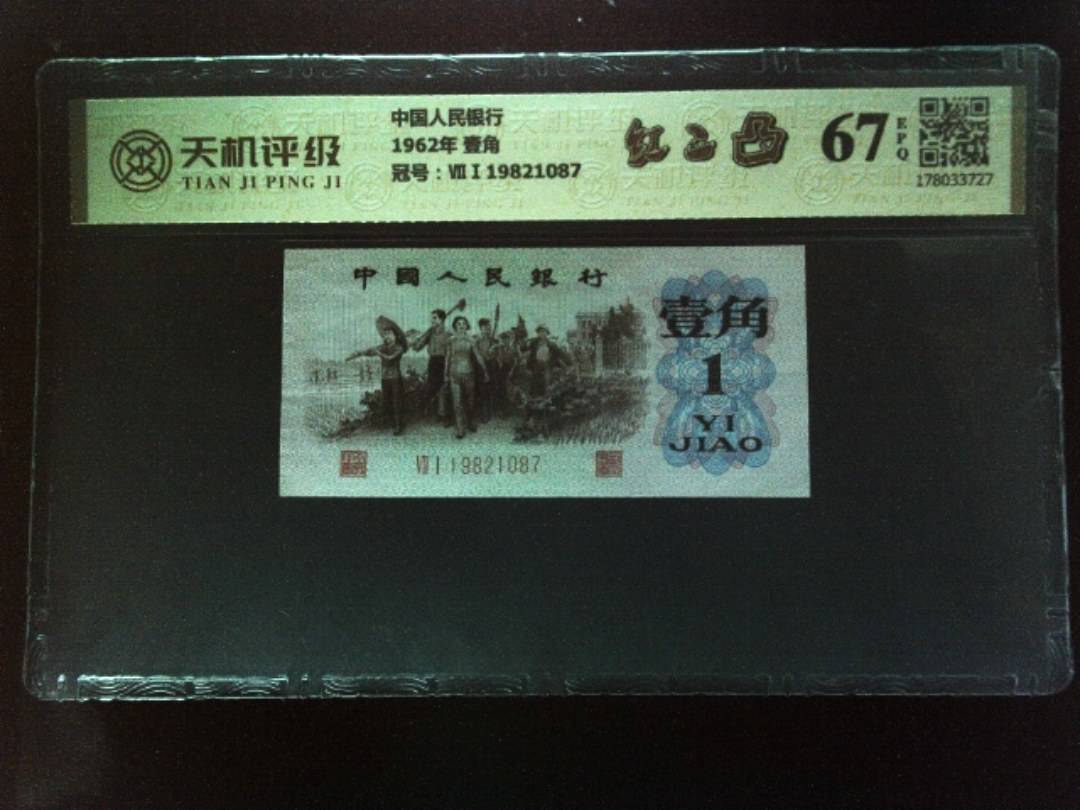 天机评级
TIAN JI PING JI
中国人民银行
1962年 壹角
冠号：Ⅶ Ⅰ 19821087
红三凸
67
EPQ
178033727
中國人民銀行
壹角
1
YI
JIAO
Ⅶ Ⅰ 19821087